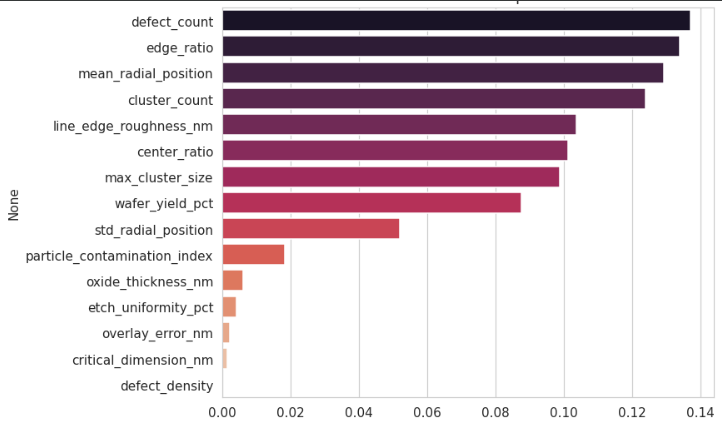 defect_count
edge_ratio
mean_radial_position
cluster_count
line_edge_roughness_nm
center_ratio
max_cluster_size
None
wafer_yield_pct
std_radial_position
particle_contamination_index
oxide_thickness_nm
etch_uniformity_pct
overlay_error_nm
critical_dimension_nm
defect_density
0.00 0.02 0.04 0.06 0.08 0.10 0.12 0.14